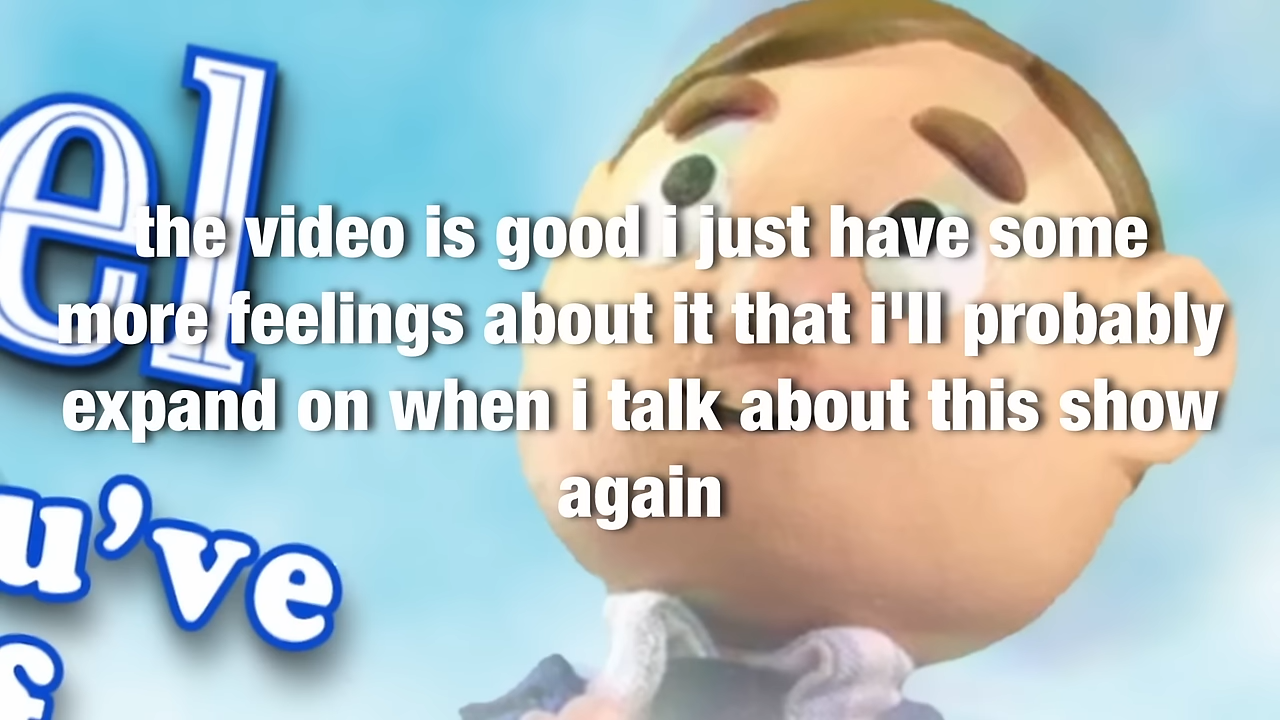 el
the video is good i just have some
more feelings about it that i'll probably
expand on when i talk about this show
again
u've
f